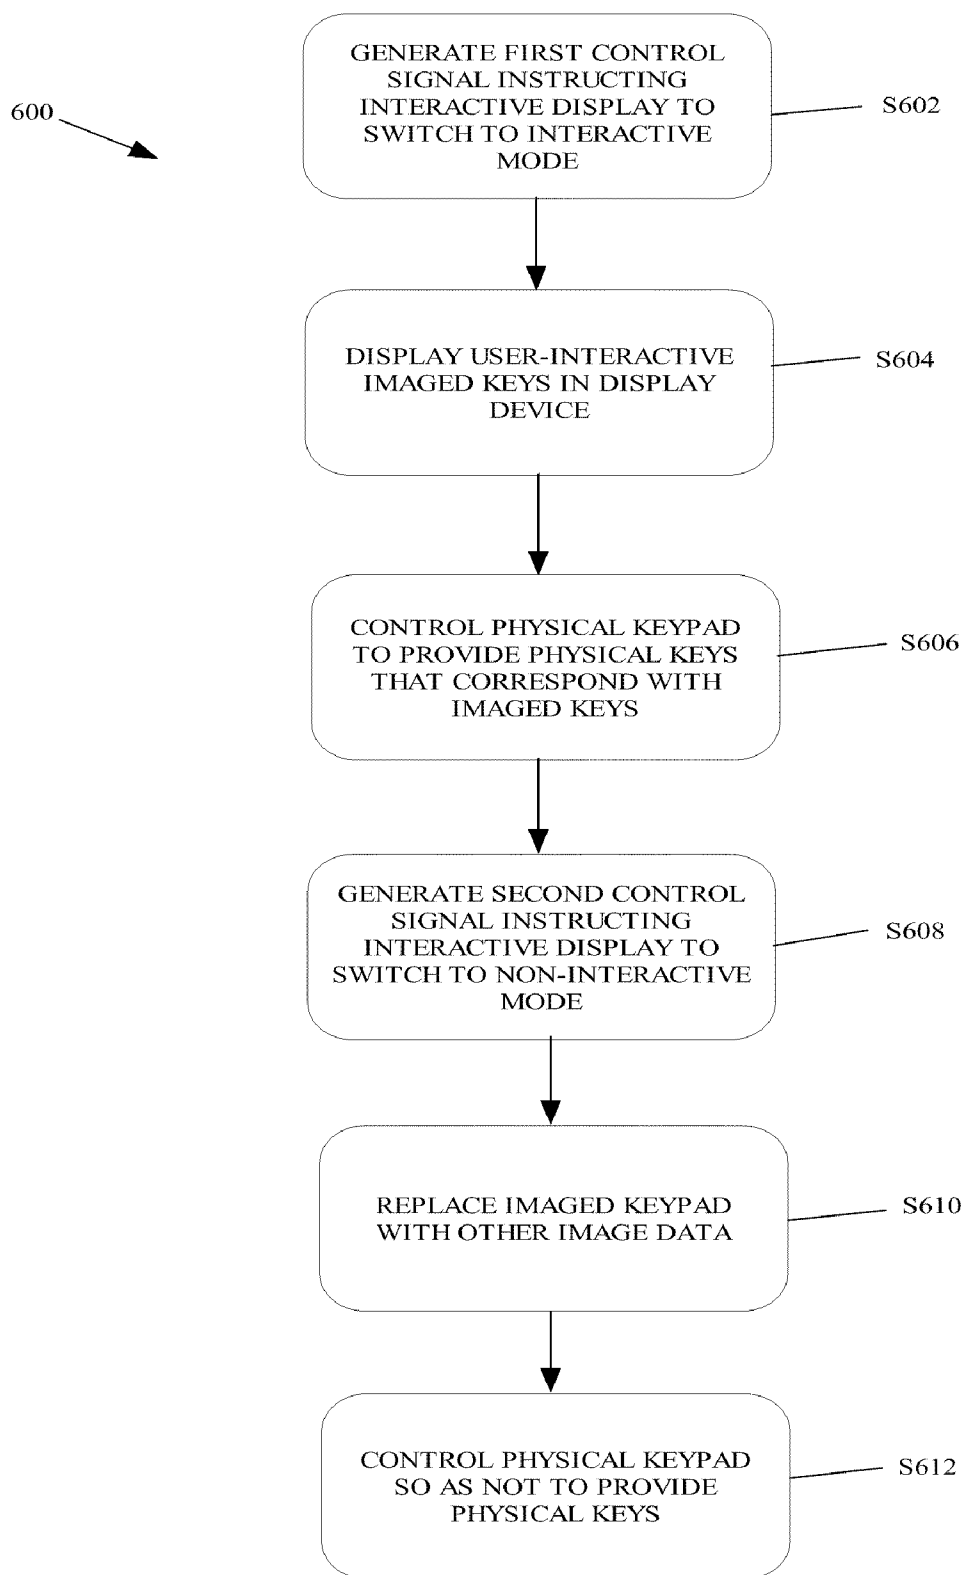 600
GENERATE FIRST CONTROL
SIGNAL INSTRUCTING
INTERACTIVE DISPLAY TO
SWITCH TO INTERACTIVE
MODE
S602
DISPLAY USER-INTERACTIVE
IMAGED KEYS IN DISPLAY
DEVICE
S604
CONTROL PHYSICAL KEYPAD
TO PROVIDE PHYSICAL KEYS
THAT CORRESPOND WITH
IMAGED KEYS
S606
GENERATE SECOND CONTROL
SIGNAL INSTRUCTING
INTERACTIVE DISPLAY TO
SWITCH TO NON-INTERACTIVE
MODE
S608
REPLACE IMAGED KEYPAD
WITH OTHER IMAGE DATA
S610
CONTROL PHYSICAL KEYPAD
SO AS NOT TO PROVIDE
PHYSICAL KEYS
S612